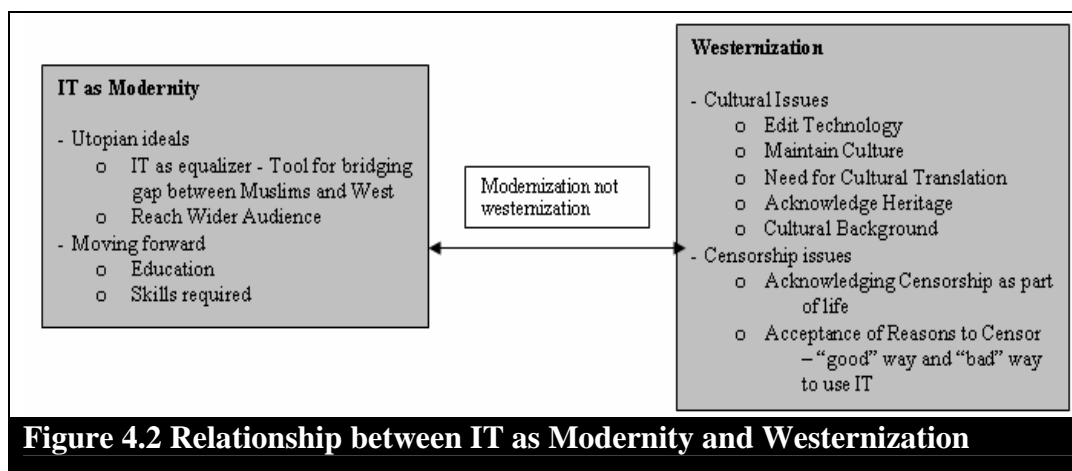 IT as Modernity
- Utopian ideals
o IT as equalizer - Tool for bridging
gap between Muslims and West
o Reach Wider Audience
- Moving forward
o Education
o Skills required
Modernization not
westernization
Westernization
- Cultural Issues
o Edit Technology
o Maintain Culture
o Need for Cultural Translation
o Acknowledge Heritage
o Cultural Background
- Censorship issues
o Acknowledging Censorship as part
of life
o Acceptance of Reasons to Censor
– “good” way and “bad” way
to use IT
Figure 4.2 Relationship between IT as Modernity and Westernization